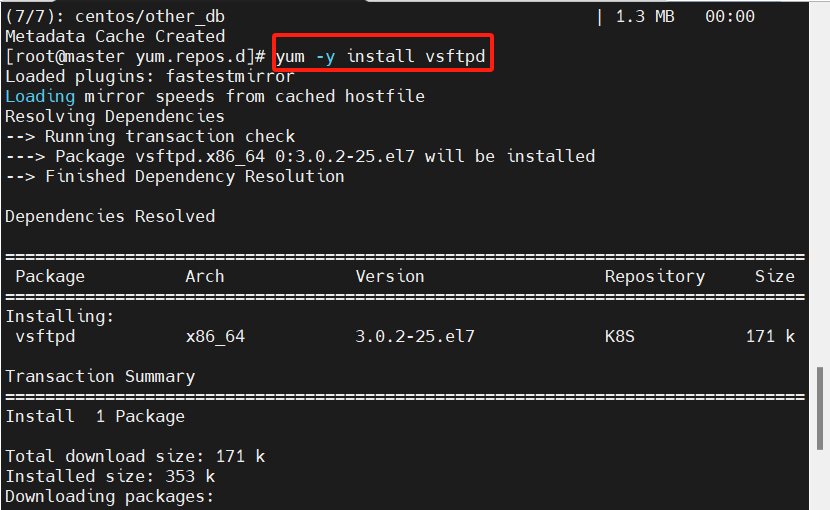 (7/7): centos/other_db | 1.3 MB 00:00
Metadata Cache Created
[root@master yum.repos.d]# yum -y install vsftpd
Loaded plugins: fastestmirror
Loading mirror speeds from cached hostfile
Resolving Dependencies
--> Running transaction check
---> Package vsftpd.x86_64 0:3.0.2-25.el7 will be installed
--> Finished Dependency Resolution
Dependencies Resolved
================================================================================
Package Arch Version Repository Size
================================================================================
Installing:
vsftpd x86_64 3.0.2-25.el7 K8S 171 k
Transaction Summary
================================================================================
Install 1 Package
Total download size: 171 k
Installed size: 353 k
Downloading packages: